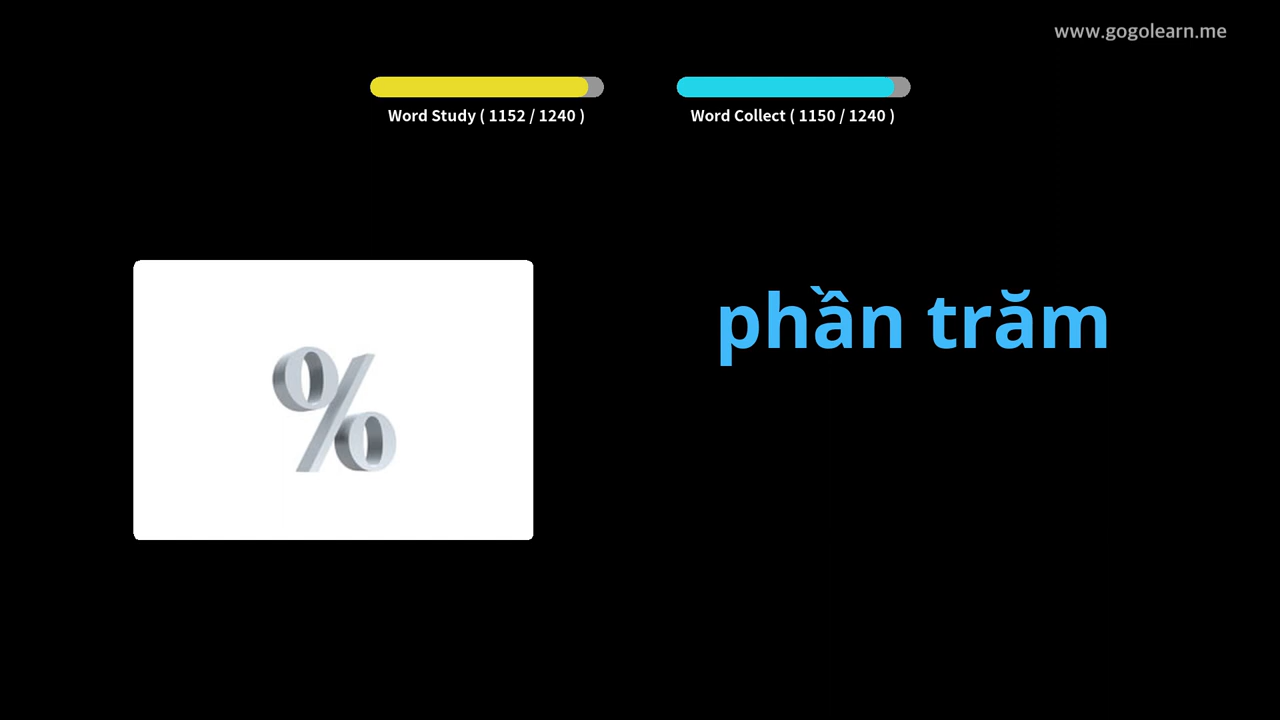 www.gogolearn.me
Word Study ( 1152 / 1240 )
Word Collect ( 1150 / 1240 )
%
phần trăm